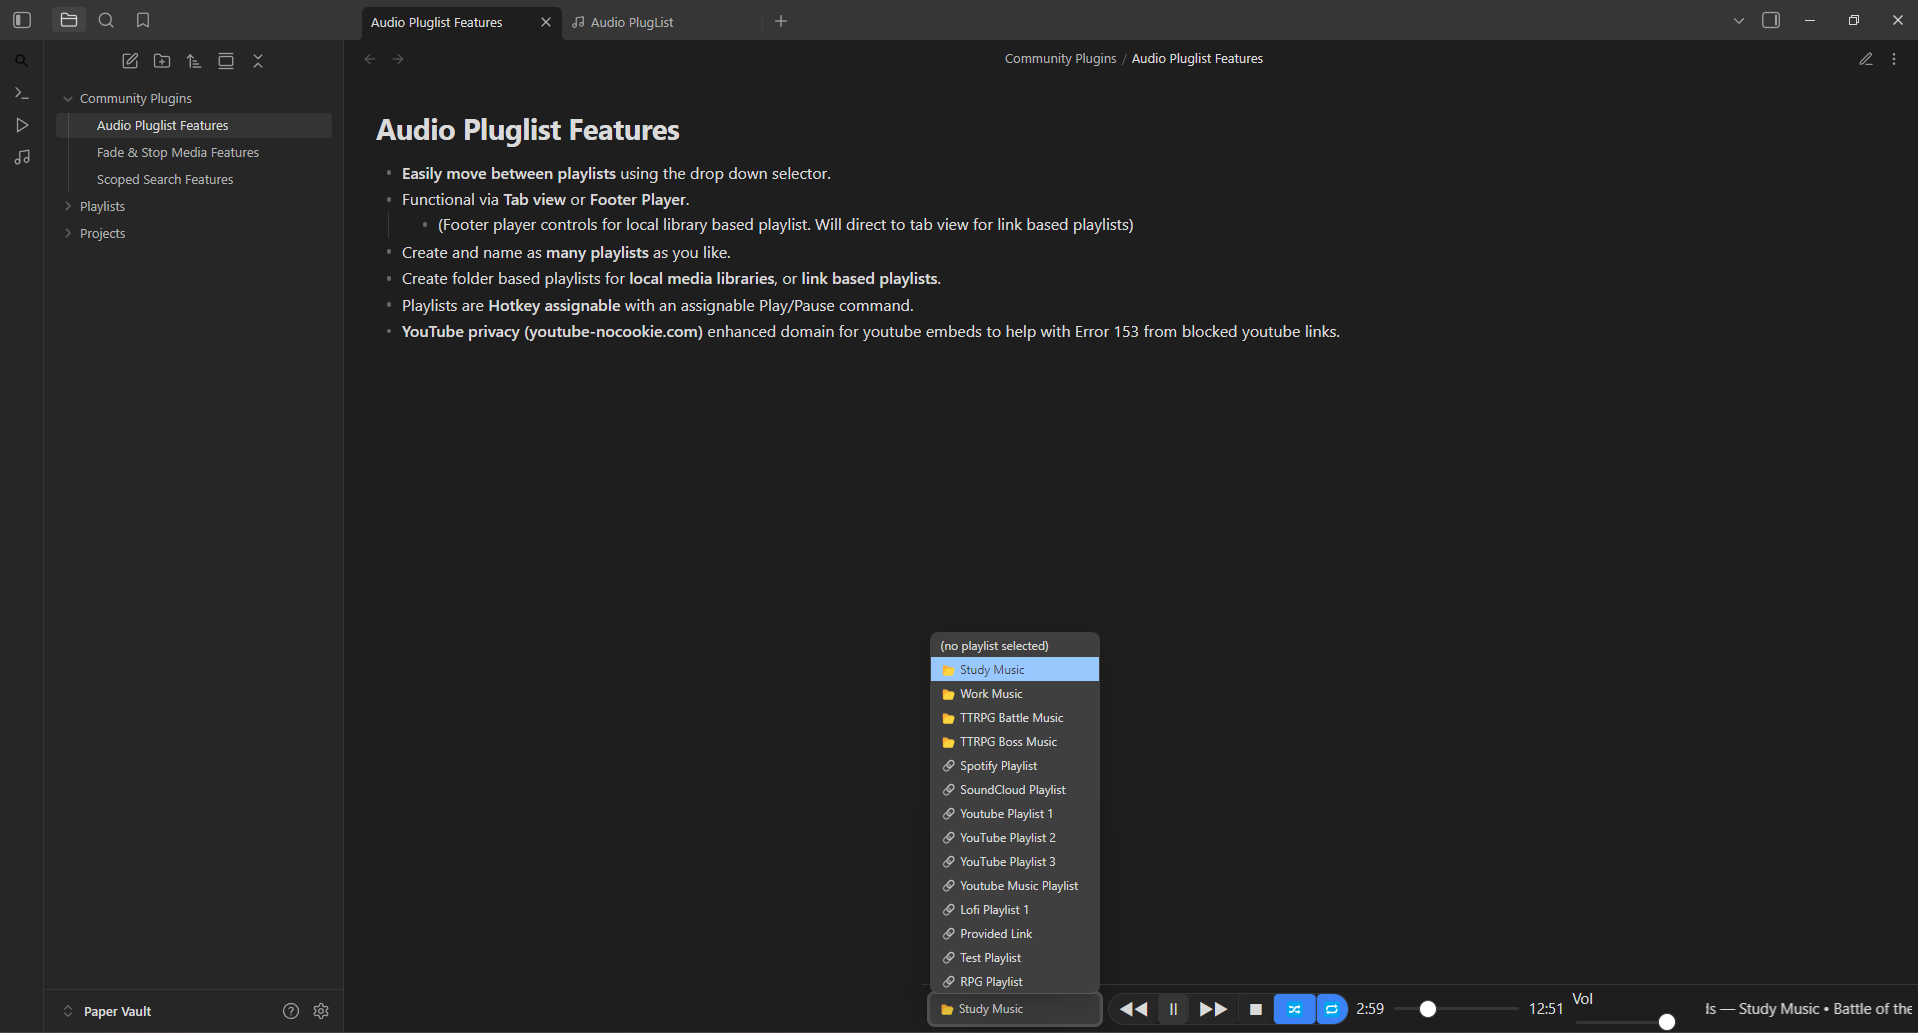 Audio Pluglist Features
Audio PlugList
Community Plugins / Audio Pluglist Features
Community Plugins
Audio Pluglist Features
Fade & Stop Media Features
Scoped Search Features
Playlists
Projects
Paper Vault
Audio Pluglist Features
Easily move between playlists using the drop down selector.
Functional via Tab view or Footer Player.
(Footer player controls for local library based playlist. Will direct to tab view for link based playlists)
Create and name as many playlists as you like.
Create folder based playlists for local media libraries, or link based playlists.
Playlists are Hotkey assignable with an assignable Play/Pause command.
YouTube privacy (youtube-nocookie.com) enhanced domain for youtube embeds to help with Error 153 from blocked youtube links.
(no playlist selected)
Study Music
Work Music
TTRPG Battle Music
TTRPG Boss Music
Spotify Playlist
SoundCloud Playlist
Youtube Playlist 1
YouTube Playlist 2
YouTube Playlist 3
Youtube Music Playlist
Lofi Playlist 1
Provided Link
Test Playlist
RPG Playlist
Study Music
2:59
12:51
Vol
ls — Study Music • Battle of the